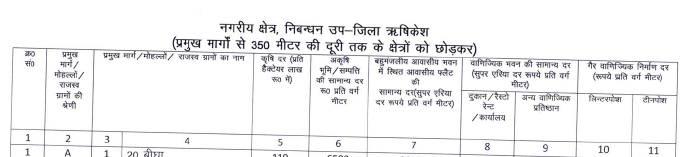 नगरीय क्षेत्र, निबन्धन उप–जिला ऋषिकेश
(प्रमुख मार्गों से 350 मीटर की दूरी तक के क्षेत्रों को छोड़कर)
क्र०
सं०
प्रमुख
मार्ग/
मोहल्लों/
राजस्व
ग्रामों की
श्रेणी
प्रमुख मार्ग/मोहल्लों/ राजस्व ग्रामों का नाम
कृषि दर (प्रति
हैक्टेयर लाख
रू० में)
अकृषि
भूमि/सम्पत्ति
की सामान्य दर
रू० प्रति वर्ग
मीटर
बहुमंजलीय आवासीय भवन
में स्थित आवासीय फ्लैट
की
सामान्य दर(सुपर एरिया
दर रूपये प्रति वर्ग मीटर)
वाणिज्यिक भवन की सामान्य दर
(सुपर एरिया दर रूपये प्रति वर्ग
मीटर)
दुकान/रैस्टो
रेन्ट
/कार्यालय
अन्य वाणिज्यिक
प्रतिष्ठान
गैर वाणिज्यिक निर्माण दर
(रूपये प्रति वर्ग मीटर)
लिन्टरपोश
टीनपोश
1 2 3 4 5 6 7 8 9 10 11
1 A 1 20 बीघा 110